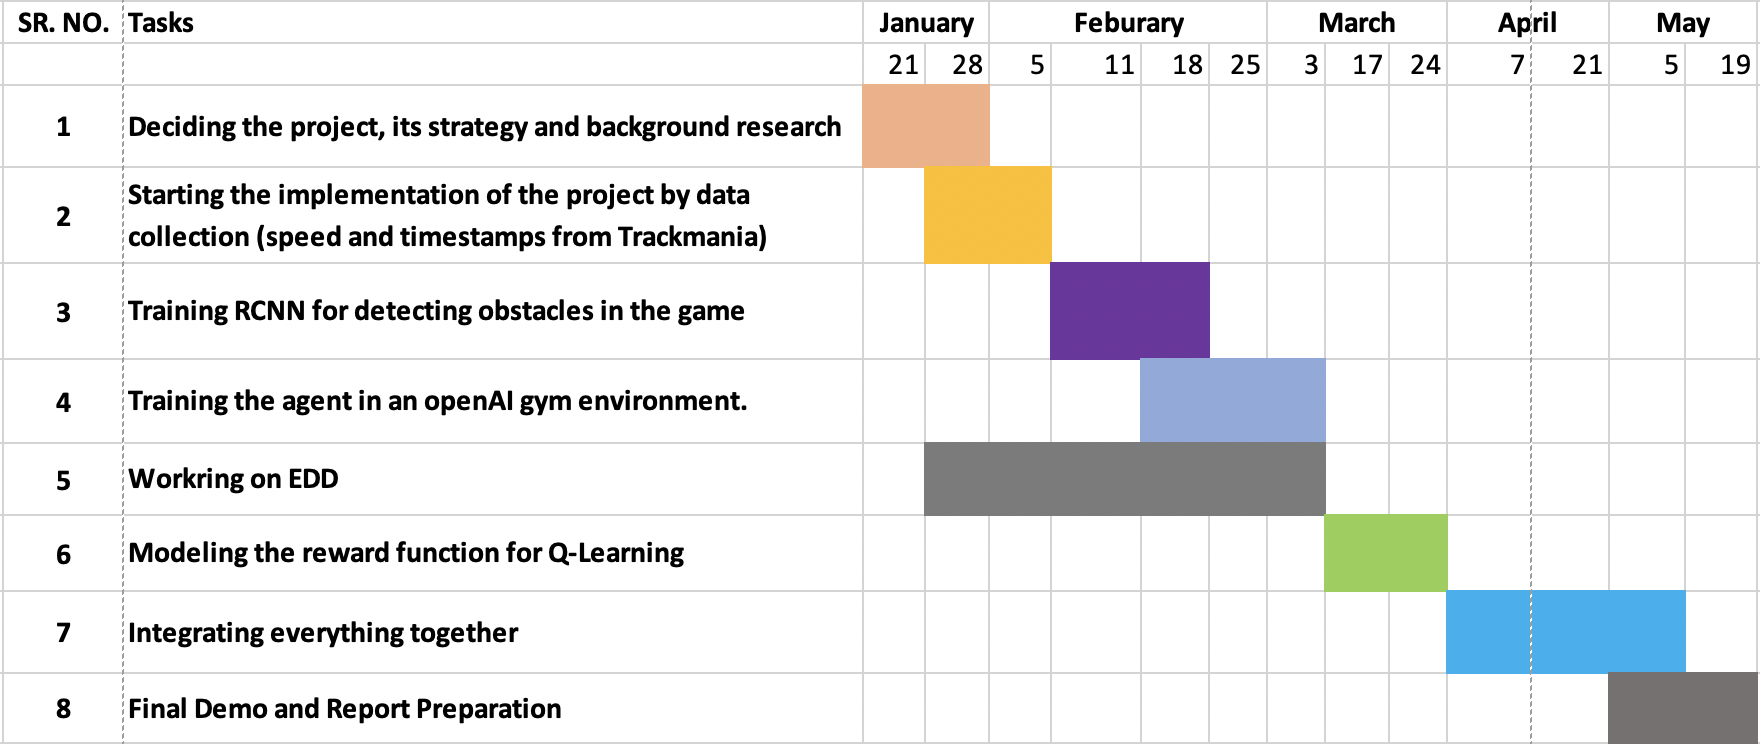 SR. NO. Tasks January Feburary March April May
21 28 5 11 18 25 3 17 24 7 21 5 19
1 Deciding the project, its strategy and background research
2 Starting the implementation of the project by data
collection (speed and timestamps from Trackmania)
3 Training RCNN for detecting obstacles in the game
4 Training the agent in an openAI gym environment.
5 Workring on EDD
6 Modeling the reward function for Q-Learning
7 Integrating everything together
8 Final Demo and Report Preparation